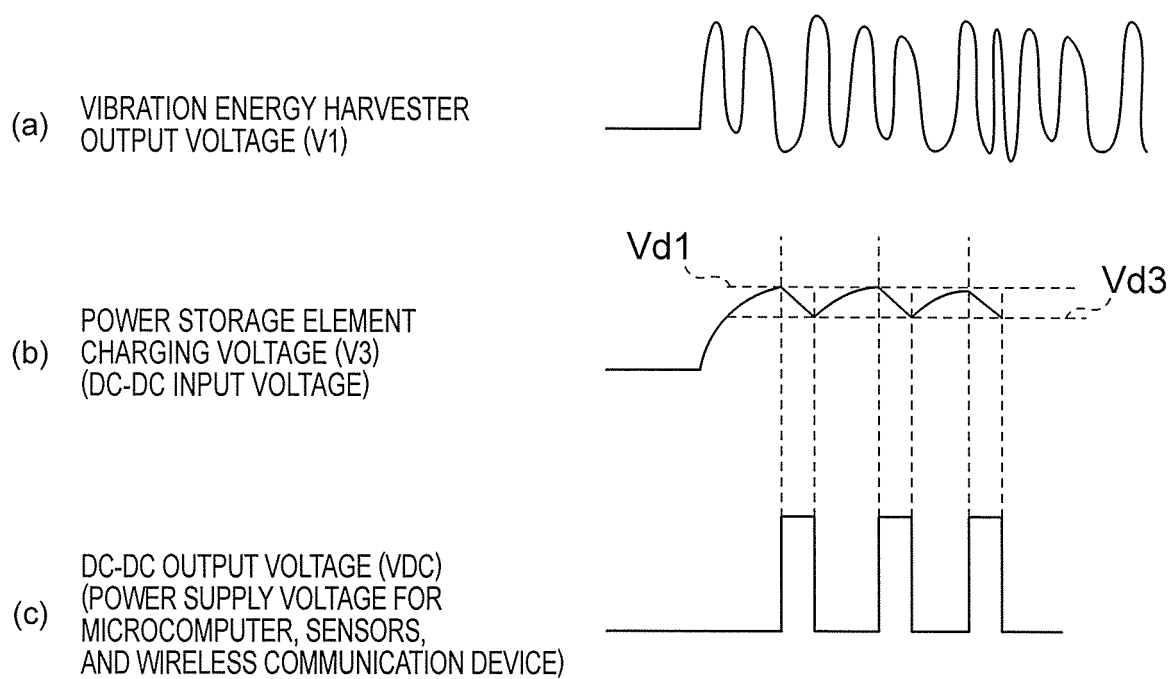 (a) VIBRATION ENERGY HARVESTER
OUTPUT VOLTAGE (V1)
Vd1
Vd3
(b) POWER STORAGE ELEMENT
CHARGING VOLTAGE (V3)
(DC-DC INPUT VOLTAGE)
(c) DC-DC OUTPUT VOLTAGE (VDC)
(POWER SUPPLY VOLTAGE FOR
MICROCOMPUTER, SENSORS,
AND WIRELESS COMMUNICATION DEVICE)